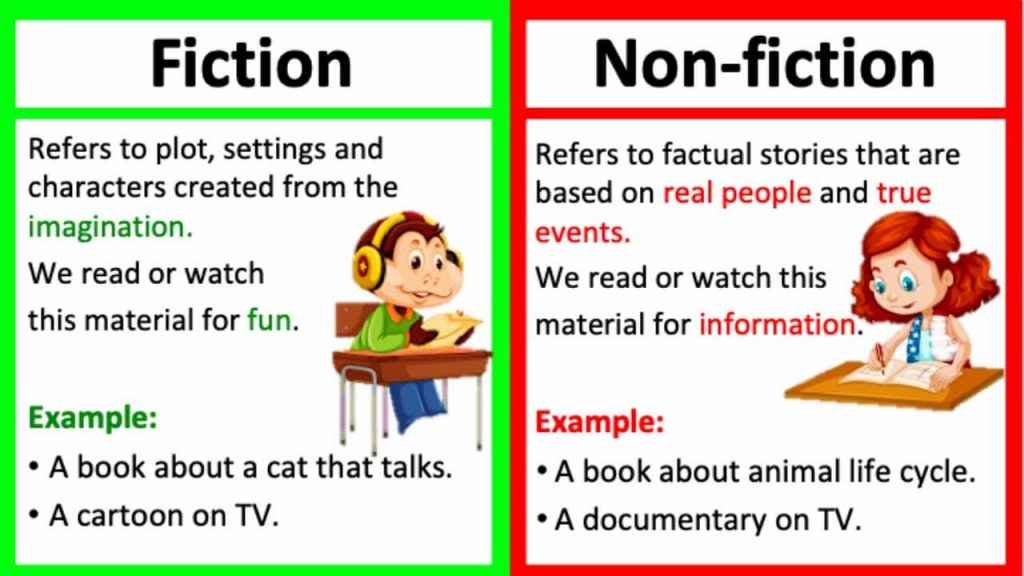 Fiction
Refers to plot, settings and
characters created from the
imagination.
We read or watch
this material for fun.
Example:
• A book about a cat that talks.
• A cartoon on TV.
Non-fiction
Refers to factual stories that are
based on real people and true
events.
We read or watch this
material for information.
Example:
• A book about animal life cycle.
• A documentary on TV.